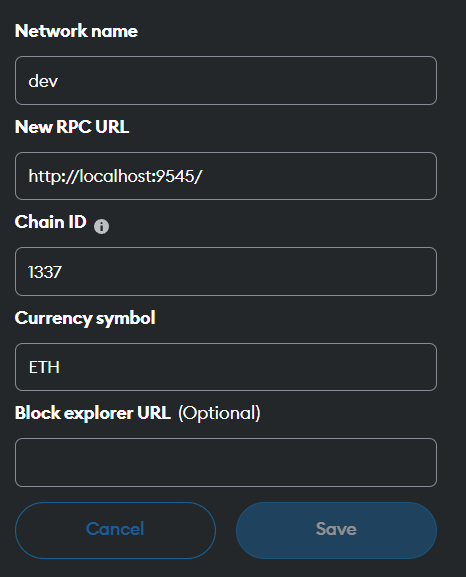 Network name
dev
New RPC URL
http://localhost:9545/
Chain ID
1337
Currency symbol
ETH
Block explorer URL (Optional)
Cancel Save